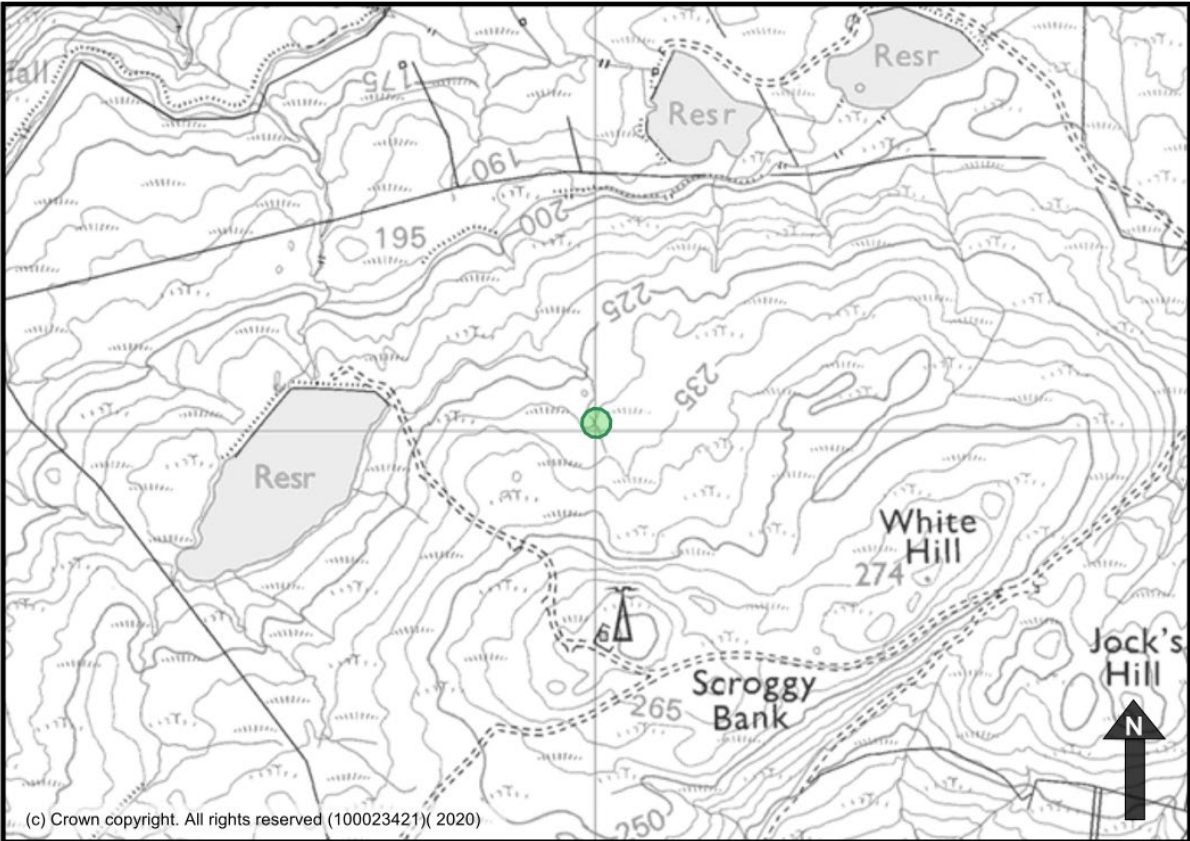 fall
175
Resr
Resr
190
200
195
225
235
Resr
White
Hill
274
Jock's
Hill
Scroggy
Bank
265
N
250
(c) Crown copyright. All rights reserved (100023421)( 2020)